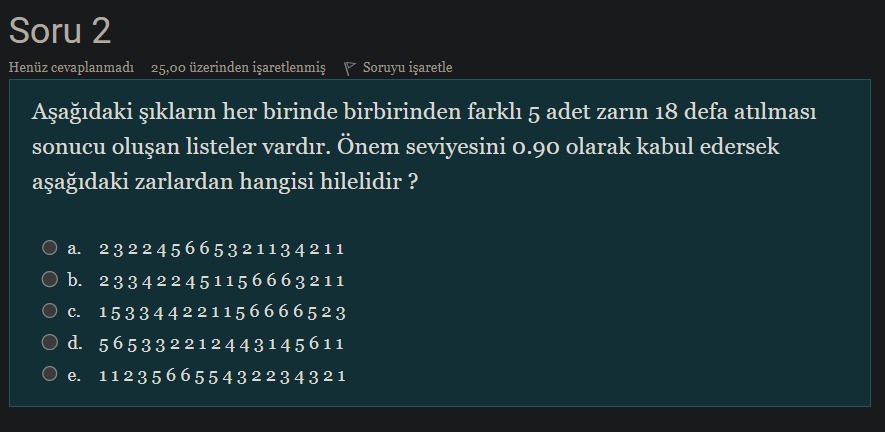 Soru 2
Henüz cevaplanmadı 25,00 üzerinden işaretlenmiş Soruyu işaretle
Aşağıdaki şıkların her birinde birbirinden farklı 5 adet zarın 18 defa atılması
sonucu oluşan listeler vardır. Önem seviyesini 0.90 olarak kabul edersek
aşağıdaki zarlardan hangisi hilelidir ?
a. 2 3 2 2 4 5 6 6 5 3 2 1 1 3 4 2 1 1
b. 2 3 3 4 2 2 4 5 1 1 5 6 6 6 3 2 1 1
c. 1 5 3 3 4 4 2 2 1 1 5 6 6 6 6 5 2 3
d. 5 6 5 3 3 2 2 1 2 4 4 3 1 4 5 6 1 1
e. 1 1 2 3 5 6 6 5 5 4 3 2 2 3 4 3 2 1